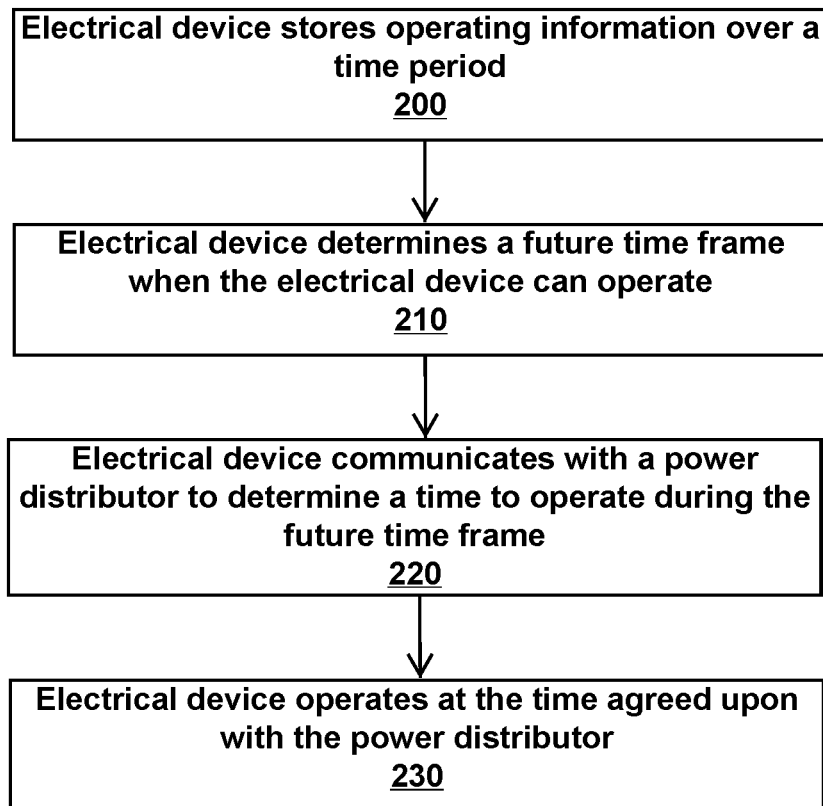 Electrical device stores operating information over a
time period
200
Electrical device determines a future time frame
when the electrical device can operate
210
Electrical device communicates with a power
distributor to determine a time to operate during the
future time frame
220
Electrical device operates at the time agreed upon
with the power distributor
230